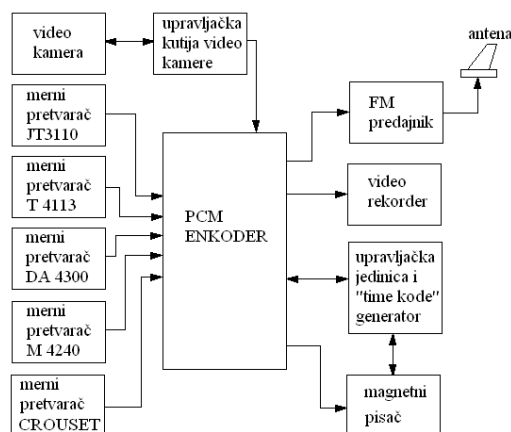 video
kamera
upravljačka
kutija video
kamere
antena
merni
pretvarač
JT3110
FM
predajnik
merni
pretvarač
T 4113
PCM
ENKODER
video
rekorder
merni
pretvarač
DA 4300
upravljačka
jedinica i
"time kode"
generator
merni
pretvarač
M 4240
merni
pretvarač
CROUSET
magnetni
pisač